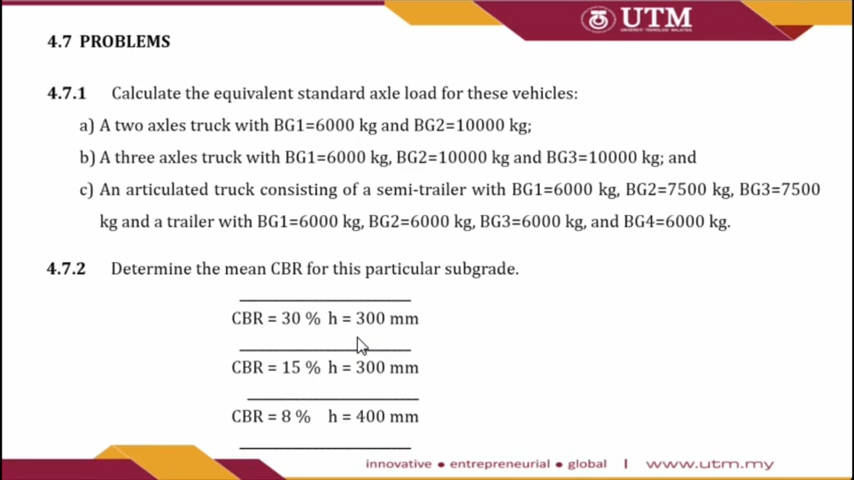 UTM
UNIVERSITI TEKNOLOGI MALAYSIA
4.7 PROBLEMS
4.7.1 Calculate the equivalent standard axle load for these vehicles:
a) A two axles truck with BG1=6000 kg and BG2=10000 kg;
b) A three axles truck with BG1=6000 kg, BG2=10000 kg and BG3=10000 kg; and
c) An articulated truck consisting of a semi-trailer with BG1=6000 kg, BG2=7500 kg, BG3=7500
kg and a trailer with BG1=6000 kg, BG2=6000 kg, BG3=6000 kg, and BG4=6000 kg.
4.7.2 Determine the mean CBR for this particular subgrade.
CBR = 30 % h = 300 mm
CBR = 15 % h = 300 mm
CBR = 8 % h = 400 mm
innovative ● entrepreneurial ● global | www.utm.my